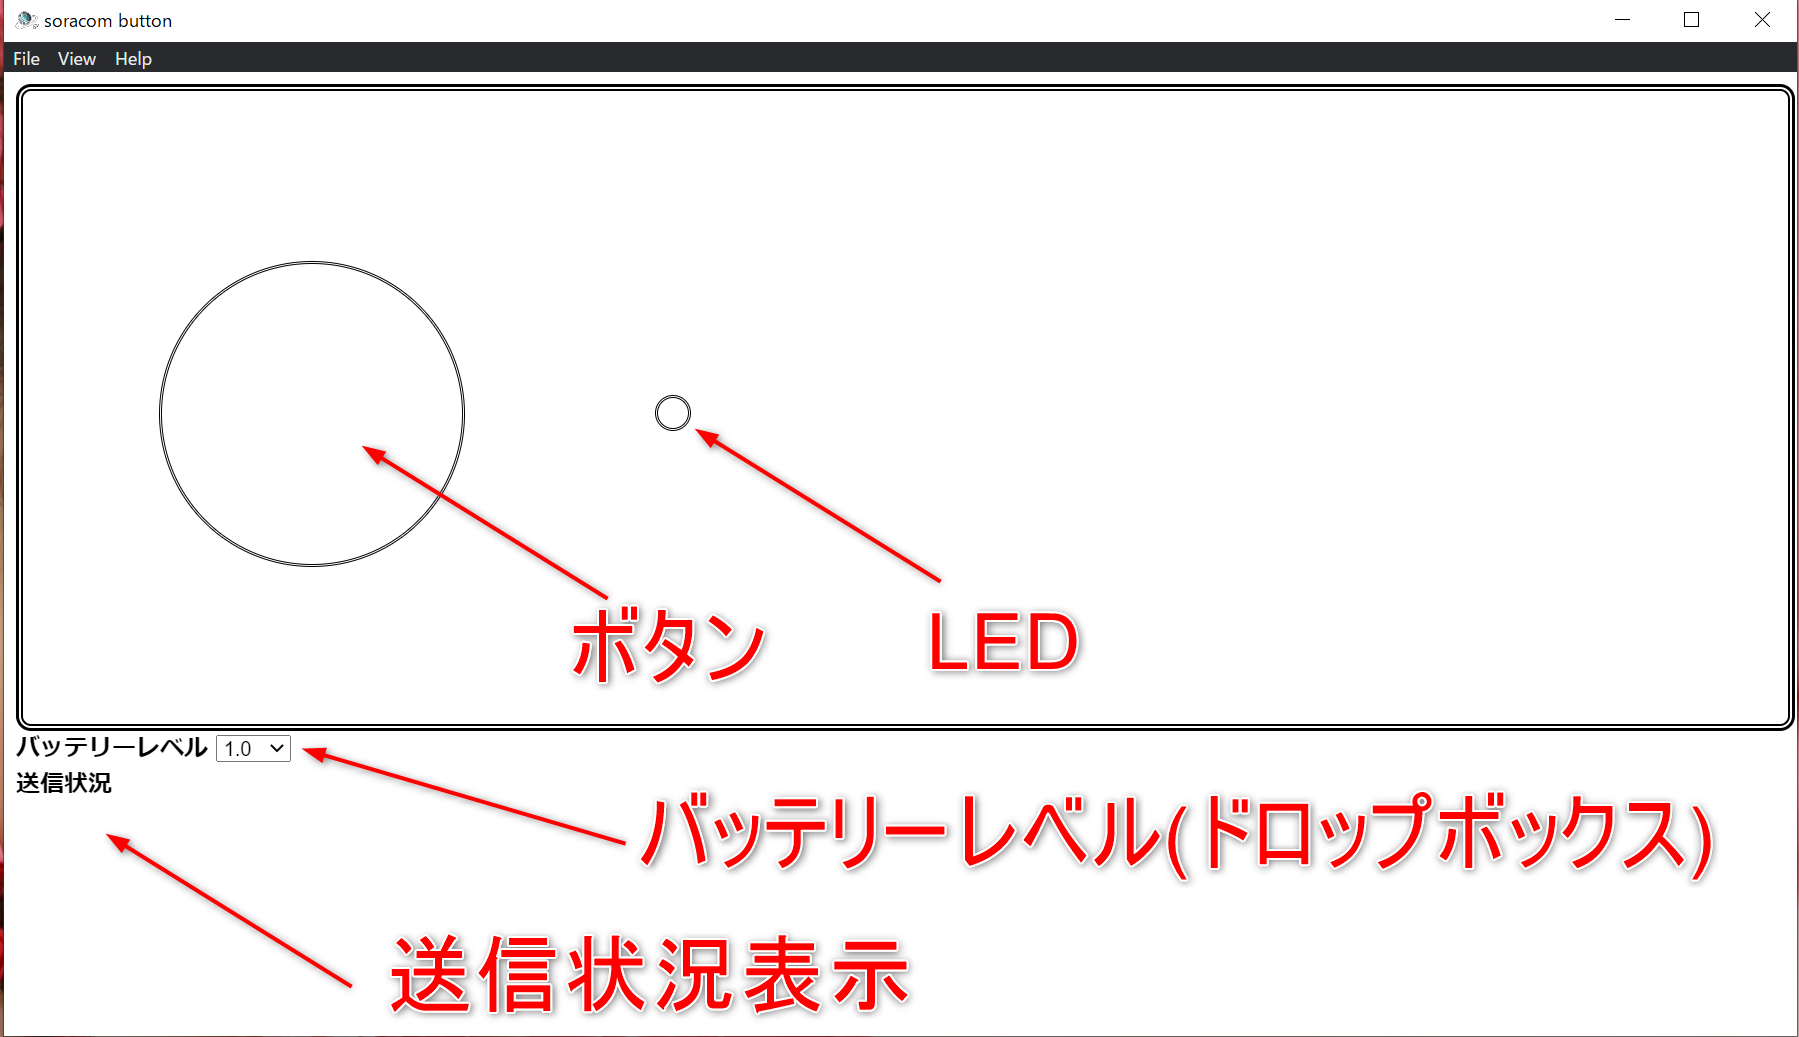 soracom button
File View Help
ボタン
LED
バッテリーレベル 1.0
送信状況
バッテリーレベル(ドロップボックス)
送信状況表示